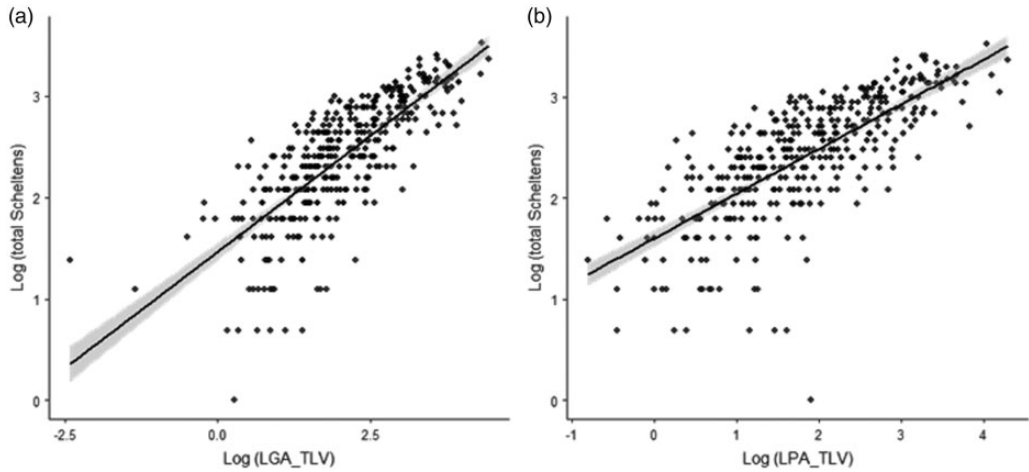 (a)
Log (total Scheltens)
3
2
1
0
-2.5
0.0
2.5
Log (LGA_TLV)
(b)
Log (total Scheltens)
3
2
1
0
-1
0
1
2
3
4
Log (LPA_TLV)